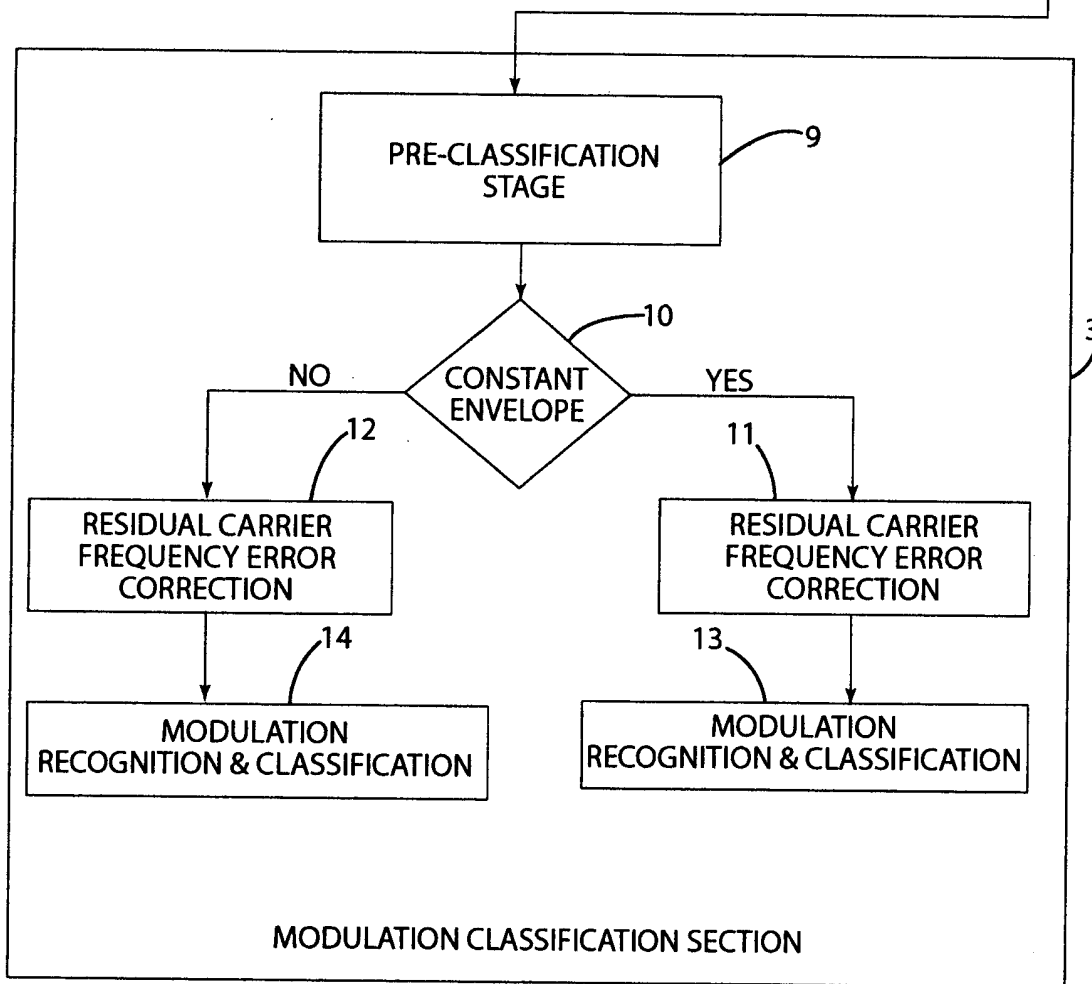 PRE-CLASSIFICATION
STAGE
9
10
3
CONSTANT
ENVELOPE
NO
YES
12
11
RESIDUAL CARRIER
FREQUENCY ERROR
CORRECTION
RESIDUAL CARRIER
FREQUENCY ERROR
CORRECTION
14
13
MODULATION
RECOGNITION & CLASSIFICATION
MODULATION
RECOGNITION & CLASSIFICATION
MODULATION CLASSIFICATION SECTION